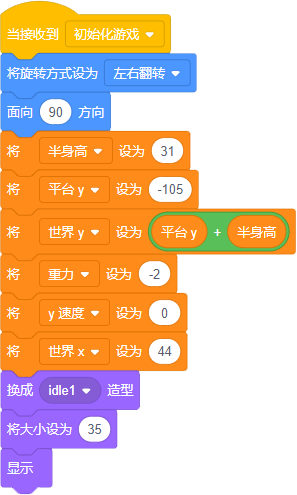 当接收到 初始化游戏
将旋转方式设为 左右翻转
面向 90 方向
将 半身高 设为 31
将 平台 y 设为 -105
将 世界 y 设为 平台 y + 半身高
将 重力 设为 -2
将 y 速度 设为 0
将 世界 x 设为 44
换成 idle1 造型
将大小设为 35
显示